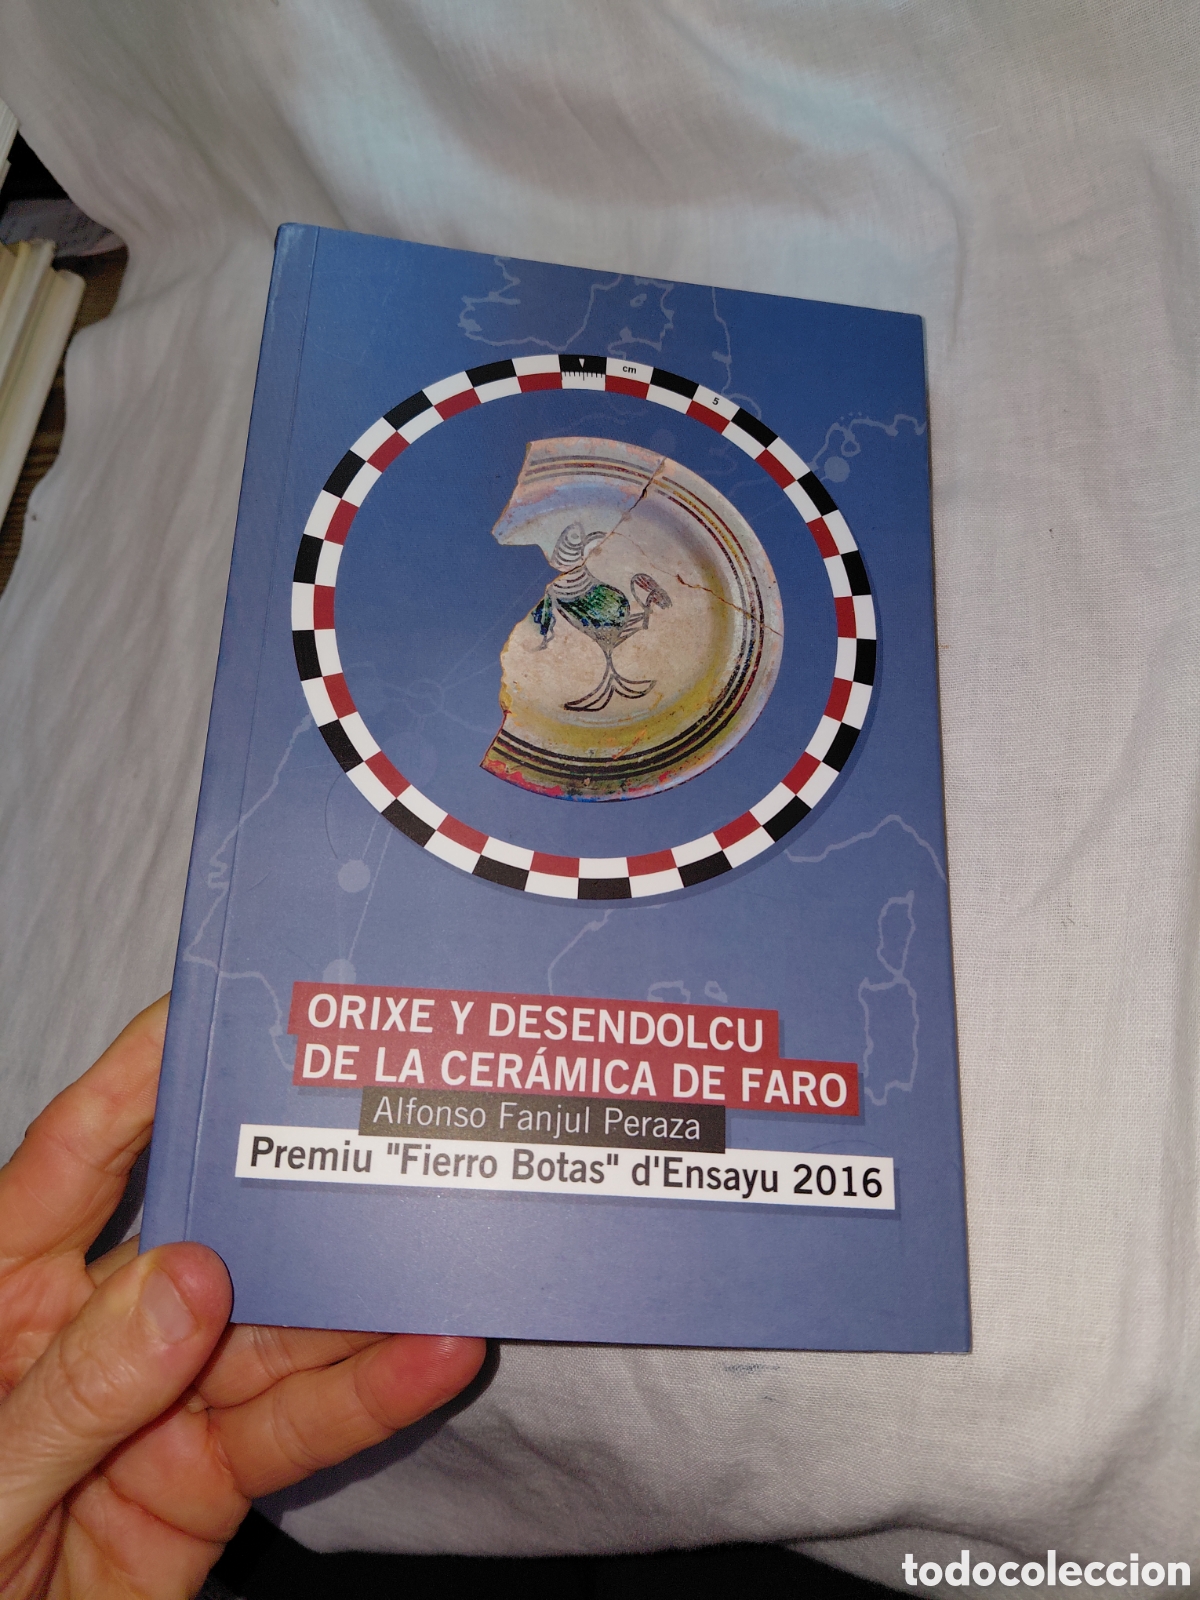 cm
5
ORIXE Y DESENDOLCU
DE LA CERÁMICA DE FARO
Alfonso Fanjul Peraza
Premiu "Fierro Botas" d'Ensayu 2016
todocoleccion